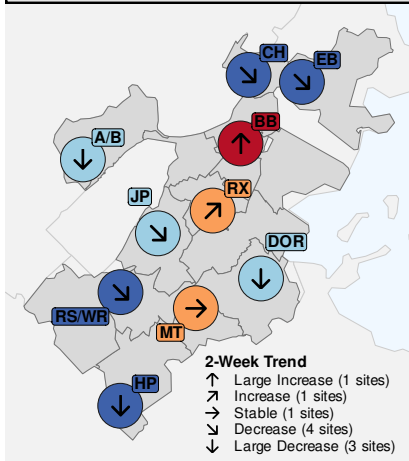 CH
EB
BB
A/B
RX
JP
DOR
RS/WR
MT
HP
2-Week Trend
↑ Large Increase (1 sites)
↗ Increase (1 sites)
→ Stable (1 sites)
↘ Decrease (4 sites)
↓ Large Decrease (3 sites)